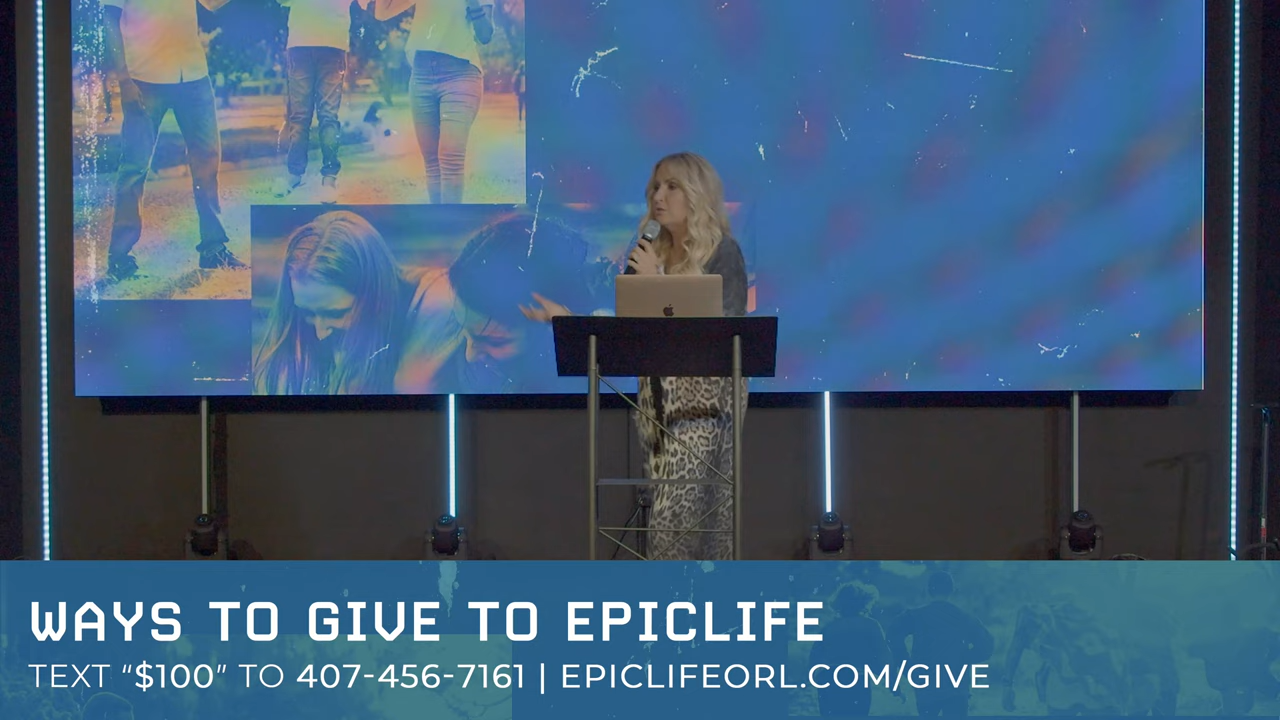 WAYS TO GIVE TO EPICLIFE
TEXT “$100” TO 407-456-7161 | EPICLIFEORL.COM/GIVE